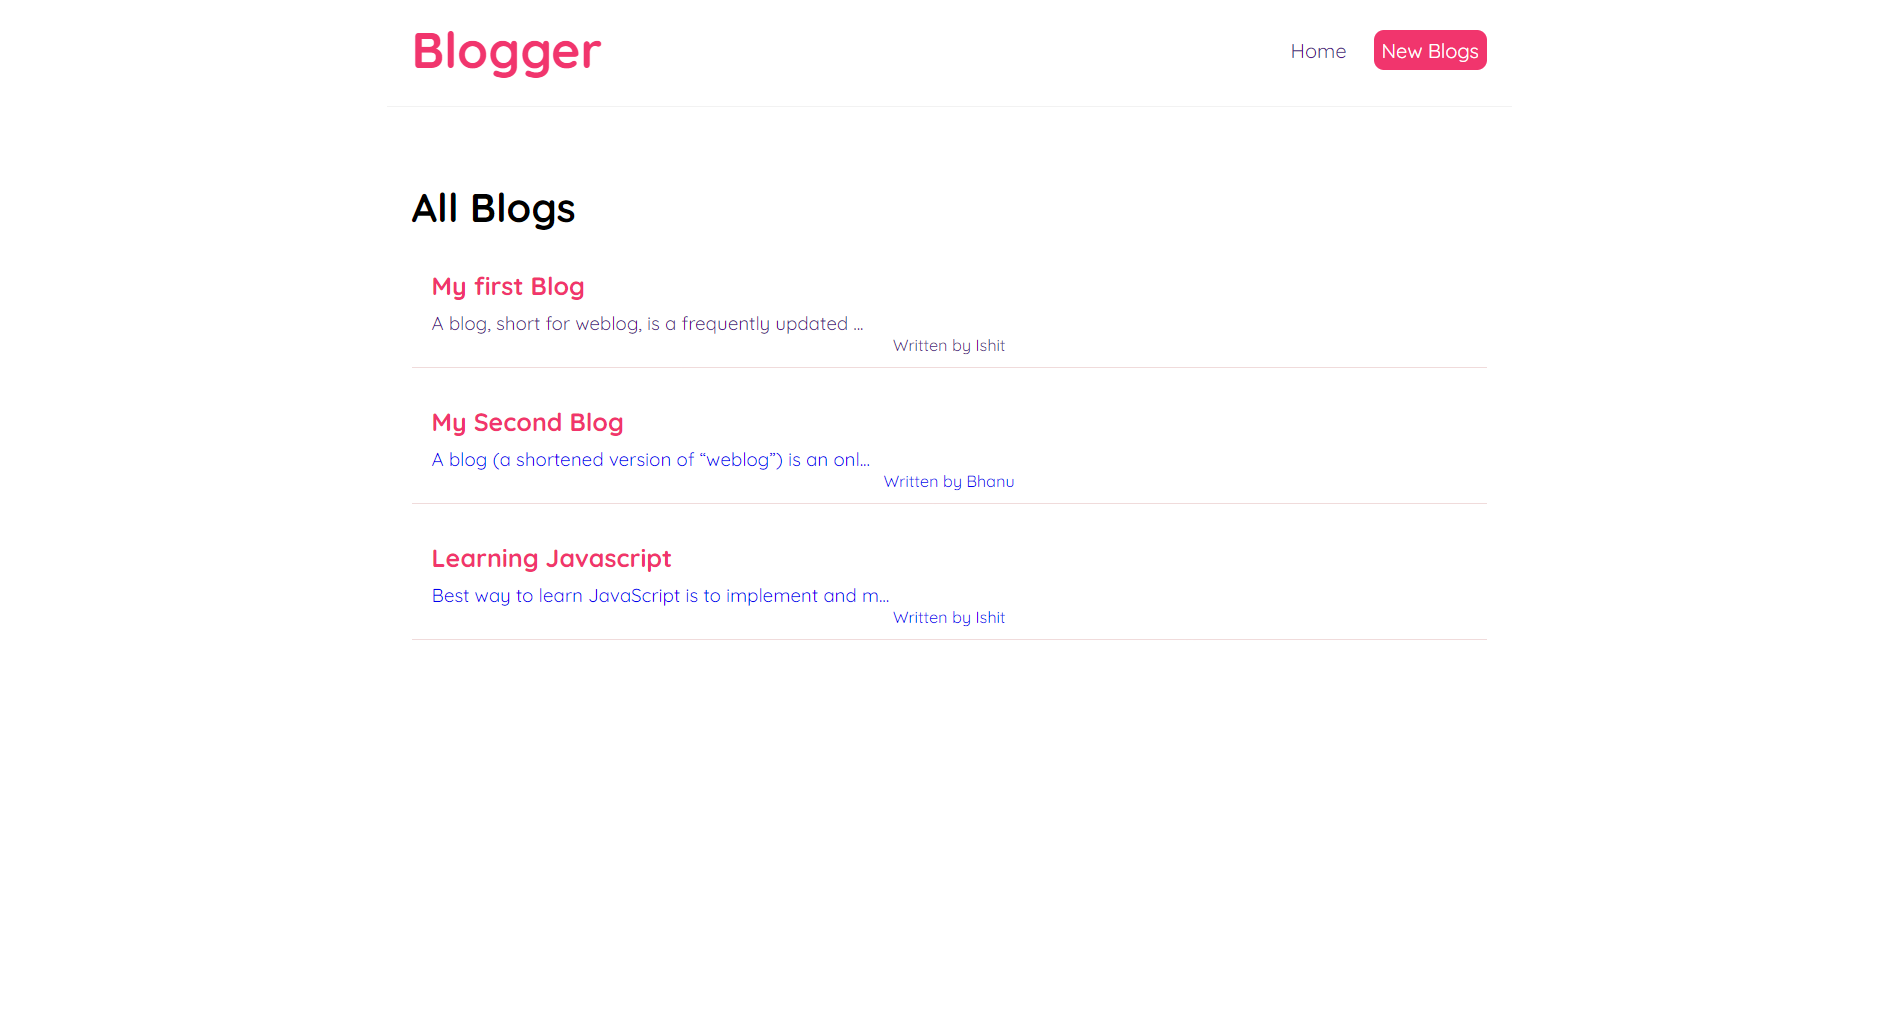 Blogger
Home
New Blogs
All Blogs
My first Blog
A blog, short for weblog, is a frequently updated ...
Written by Ishit
My Second Blog
A blog (a shortened version of “weblog”) is an onl...
Written by Bhanu
Learning Javascript
Best way to learn JavaScript is to implement and m...
Written by Ishit